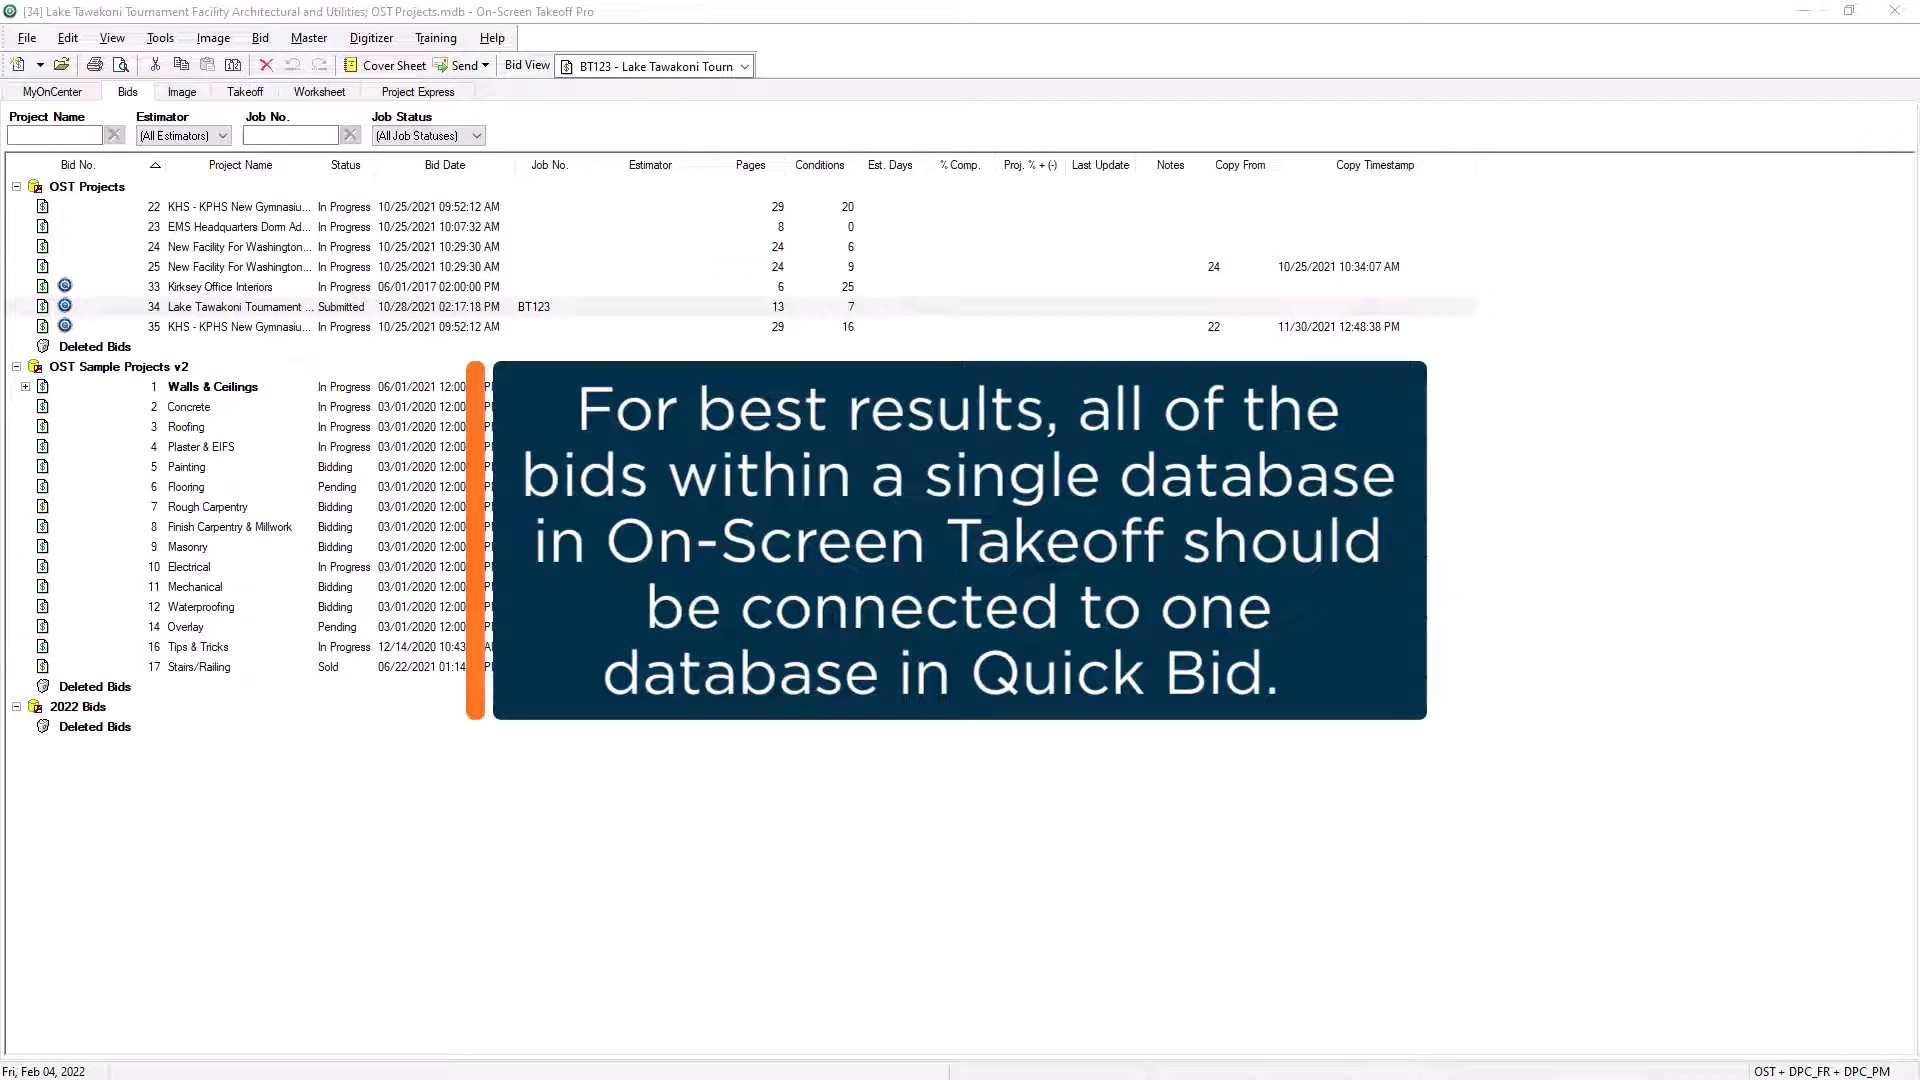 [34] Lake Tawakoni Tournament Facility Architectural and Utilities; OST Projects.mdb - On-Screen Takeoff Pro
File Edit View Tools Image Bid Master Digitizer Training Help
Cover Sheet Send Bid View BT123 - Lake Tawakoni Tourn
MyOnCenter Bids Image Takeoff Worksheet Project Express
Project Name Estimator Job No. Job Status
(All Estimators) (All Job Statuses)
Bid No. Project Name Status Bid Date Job No. Estimator Pages Conditions Est. Days % Comp. Proj. % + (-) Last Update Notes Copy From Copy Timestamp
OST Projects
22 KHS - KPHS New Gymnasiu... In Progress 10/25/2021 09:52:12 AM 29 20
23 EMS Headquarters Dorm Ad... In Progress 10/25/2021 10:07:32 AM 8 0
24 New Facility For Washington... In Progress 10/25/2021 10:29:30 AM 24 6
25 New Facility For Washington... In Progress 10/25/2021 10:29:30 AM 24 9 24 10/25/2021 10:34:07 AM
33 Kirksey Office Interiors In Progress 06/01/2017 02:00:00 PM 6 25
34 Lake Tawakoni Tournament ... Submitted 10/28/2021 02:17:18 PM BT123 13 7
35 KHS - KPHS New Gymnasiu... In Progress 10/25/2021 09:52:12 AM 29 16 22 11/30/2021 12:48:38 PM
Deleted Bids
OST Sample Projects v2
1 Walls & Ceilings In Progress 06/01/2021 12:00
2 Concrete In Progress 03/01/2020 12:00
3 Roofing In Progress 03/01/2020 12:00
4 Plaster & EIFS In Progress 03/01/2020 12:00
5 Painting Bidding 03/01/2020 12:00
6 Flooring Pending 03/01/2020 12:00
7 Rough Carpentry Bidding 03/01/2020 12:00
8 Finish Carpentry & Millwork Bidding 03/01/2020 12:00
9 Masonry Bidding 03/01/2020 12:00
10 Electrical In Progress 03/01/2020 12:00
11 Mechanical Bidding 03/01/2020 12:00
12 Waterproofing Bidding 03/01/2020 12:00
14 Overlay Pending 03/01/2020 12:00
16 Tips & Tricks In Progress 12/14/2020 10:43
17 Stairs/Railing Sold 06/22/2021 01:14
Deleted Bids
2022 Bids
Deleted Bids
For best results, all of the
bids within a single database
in On-Screen Takeoff should
be connected to one
database in Quick Bid.
Fri, Feb 04, 2022 OST + DPC_FR + DPC_PM